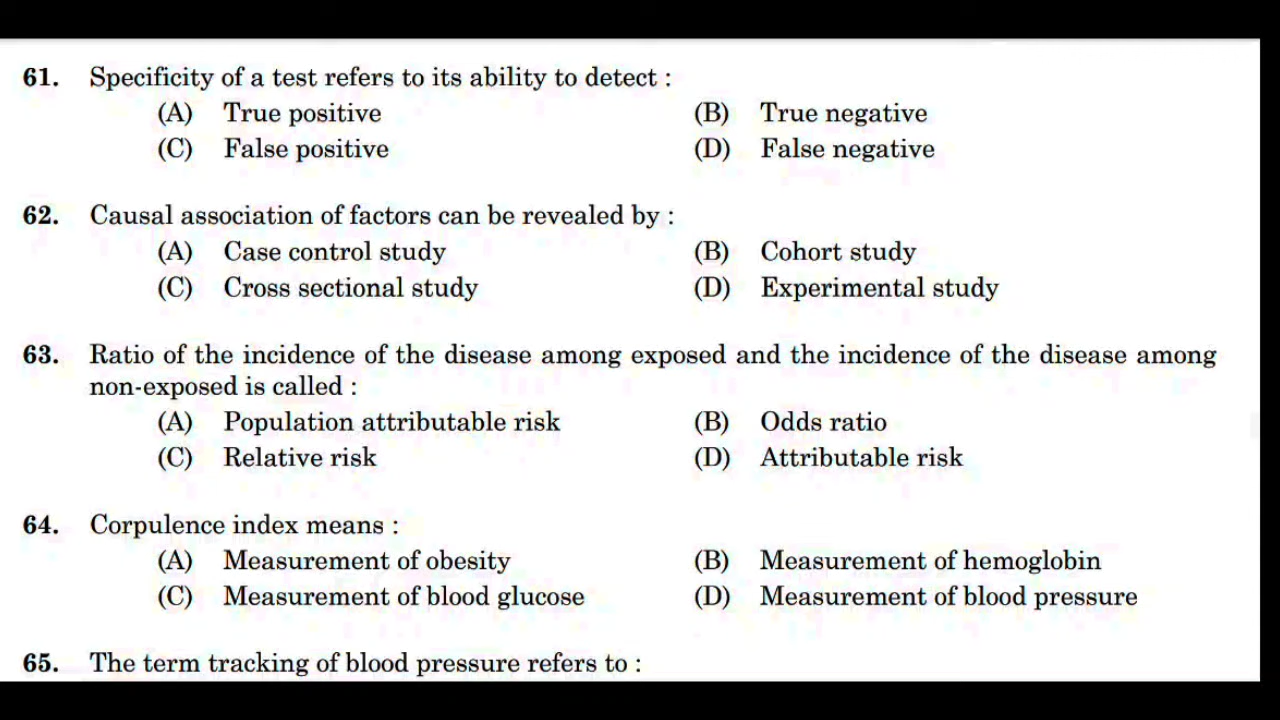 61. Specificity of a test refers to its ability to detect :
(A) True positive (B) True negative
(C) False positive (D) False negative
62. Causal association of factors can be revealed by :
(A) Case control study (B) Cohort study
(C) Cross sectional study (D) Experimental study
63. Ratio of the incidence of the disease among exposed and the incidence of the disease among
non-exposed is called :
(A) Population attributable risk (B) Odds ratio
(C) Relative risk (D) Attributable risk
64. Corpulence index means :
(A) Measurement of obesity (B) Measurement of hemoglobin
(C) Measurement of blood glucose (D) Measurement of blood pressure
65. The term tracking of blood pressure refers to :